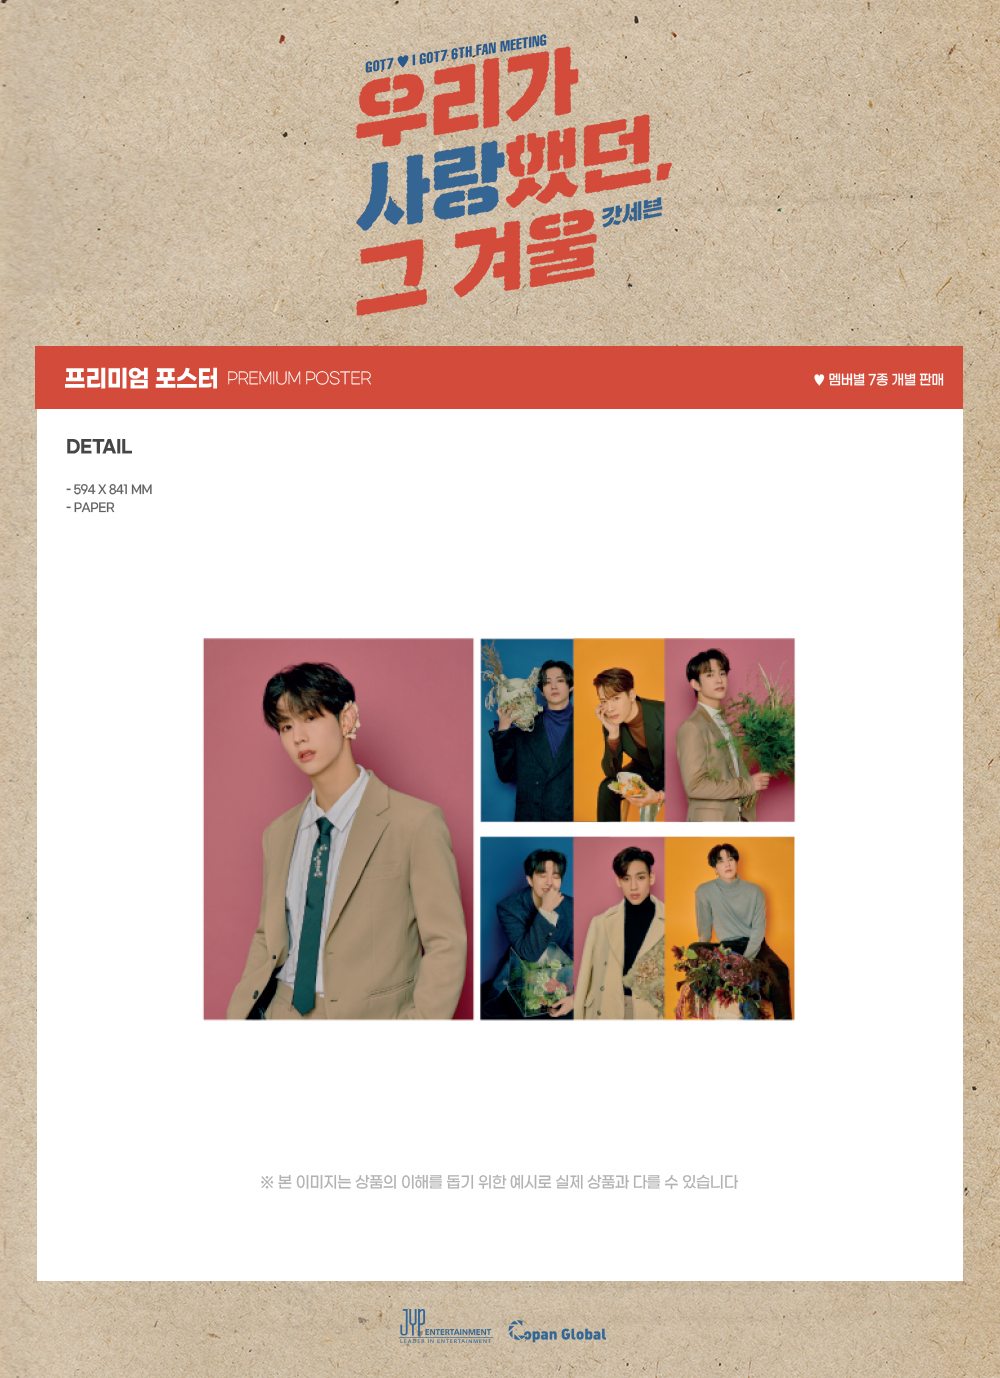 GOT7 ♥ I GOT7 6TH FAN MEETING
우리가
사랑했던,
그 겨울 갓세븐
프리미엄 포스터 PREMIUM POSTER
♥ 멤버별 7종 개별 판매
DETAIL
- 594 X 841 MM
- PAPER
※ 본 이미지는 상품의 이해를 돕기 위한 예시로 실제 상품과 다를 수 있습니다
JYP ENTERTAINMENT
LEADER IN ENTERTAINMENT
Copan Global